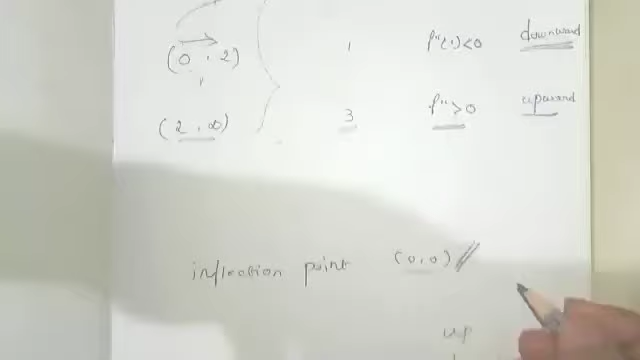 (0 , 2) 1 f''(1)<0 downward
(2 , ∞) 3 f''>0 upward
inflection point (0,0)
up